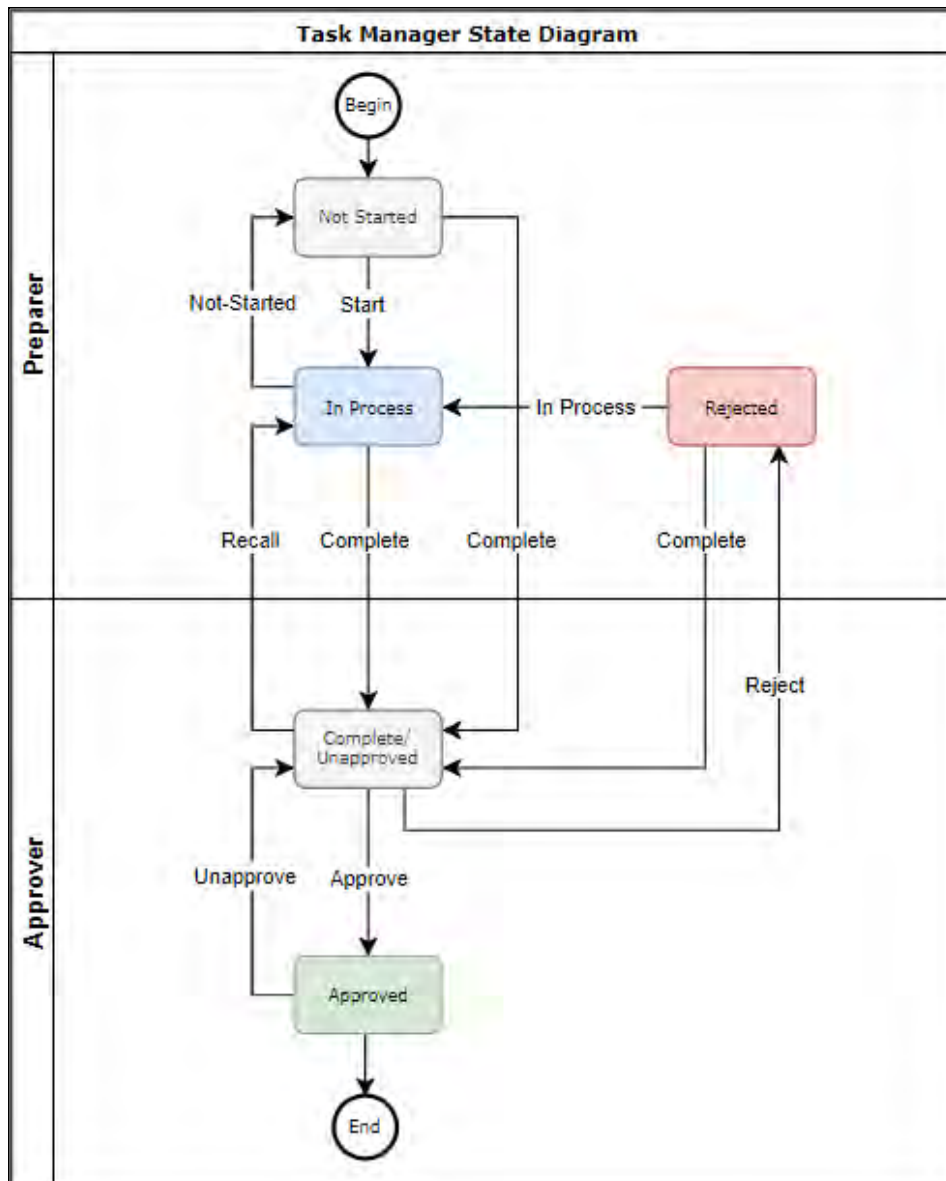 Task Manager State Diagram
Preparer
Begin
Not Started
Not-Started
Start
In Process
In Process
Rejected
Recall
Complete
Complete
Complete
Approver
Reject
Complete/
Unapproved
Unapprove
Approve
Approved
End